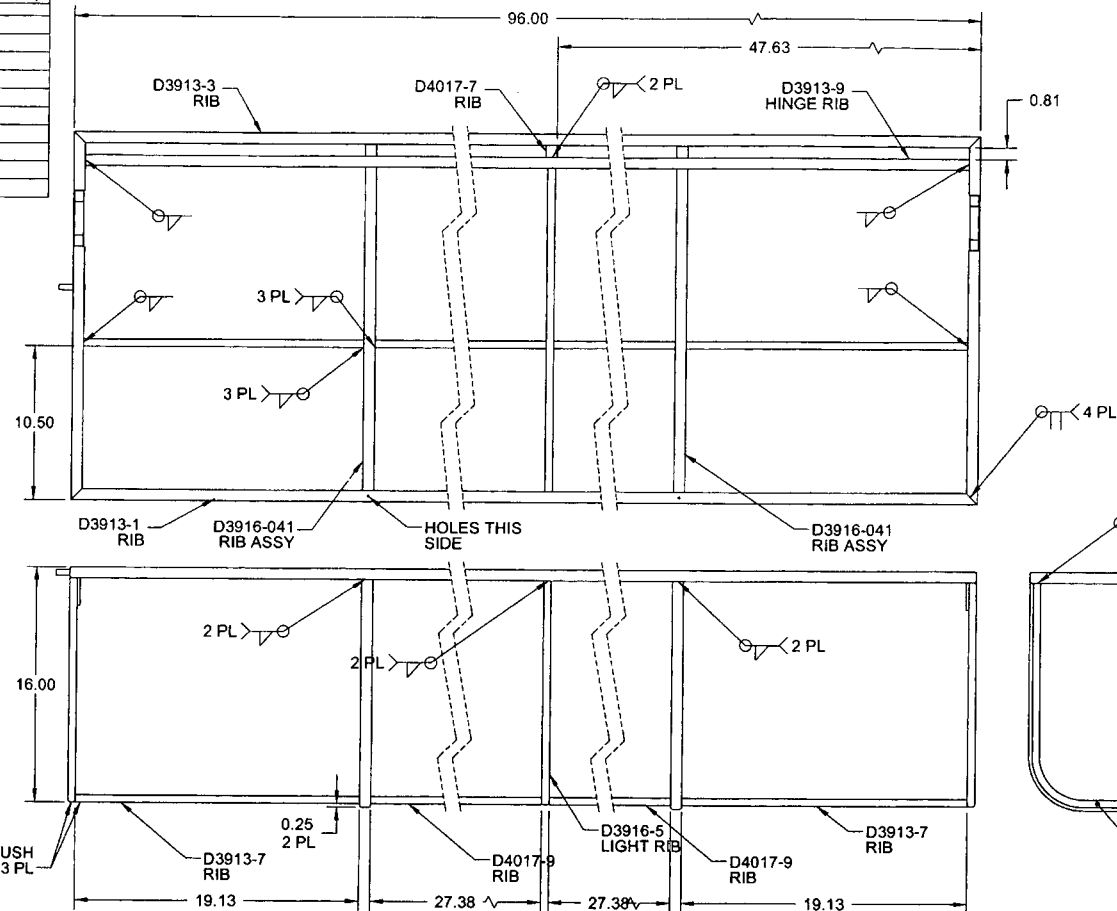 96.00
47.63
D3913-3
RIB
D4017-7
RIB
2 PL
D3913-9
HINGE RIB
0.81
3 PL
3 PL
10.50
4 PL
D3913-1
RIB
D3916-041
RIB ASSY
HOLES THIS
SIDE
D3916-041
RIB ASSY
2 PL
2 PL
2 PL
16.00
0.25
2 PL
USH
3 PL
D3913-7
RIB
D4017-9
RIB
D3916-5
LIGHT RIB
D4017-9
RIB
D3913-7
RIB
19.13
27.38
27.38
19.13